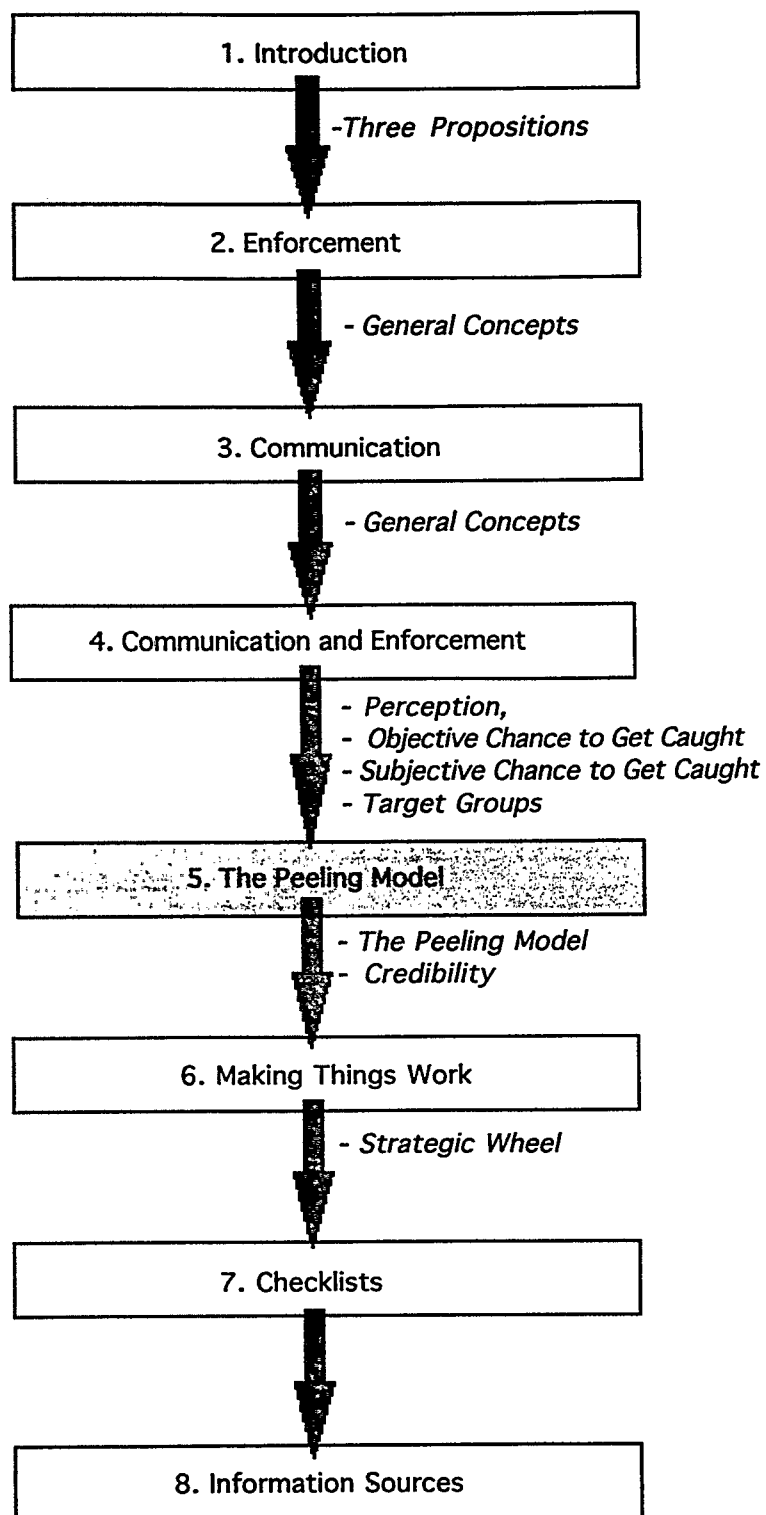 1. Introduction
-Three Propositions
2. Enforcement
- General Concepts
3. Communication
- General Concepts
4. Communication and Enforcement
- Perception,
- Objective Chance to Get Caught
- Subjective Chance to Get Caught
- Target Groups
5. The Peeling Model
- The Peeling Model
- Credibility
6. Making Things Work
- Strategic Wheel
7. Checklists
8. Information Sources